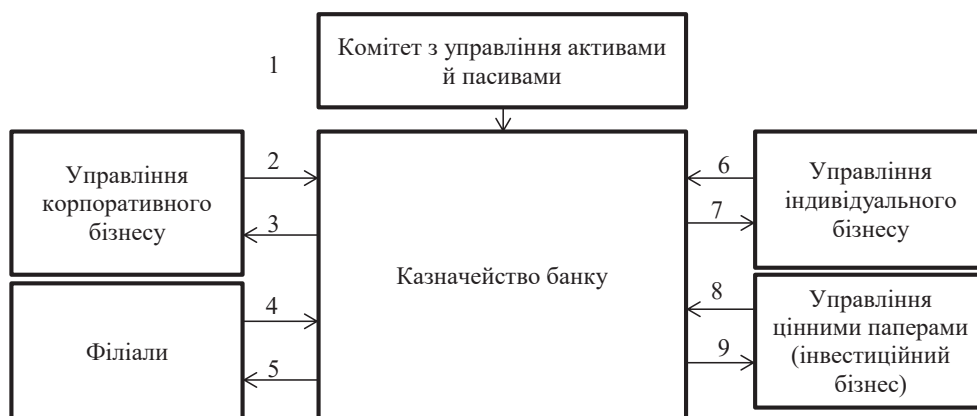 1
Комітет з управління активами
й пасивами
Управління
корпоративного
бізнесу
2
3
Філіали
4
5
Казначейство банку
6
7
Управління
індивідуального
бізнесу
8
9
Управління
цінними паперами
(інвестиційний
бізнес)